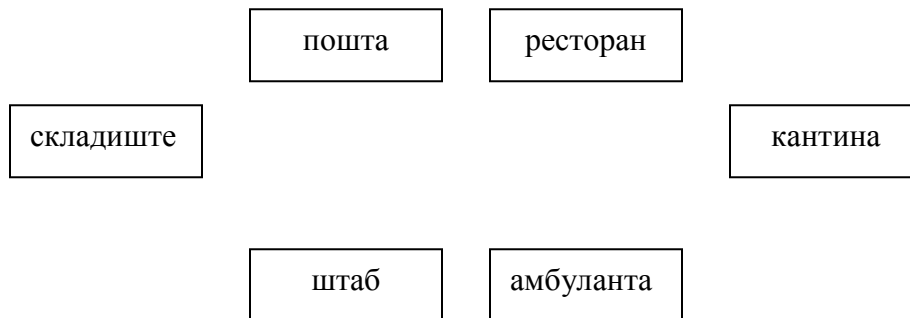 пошта ресторан
складиште кантина
штаб амбуланта